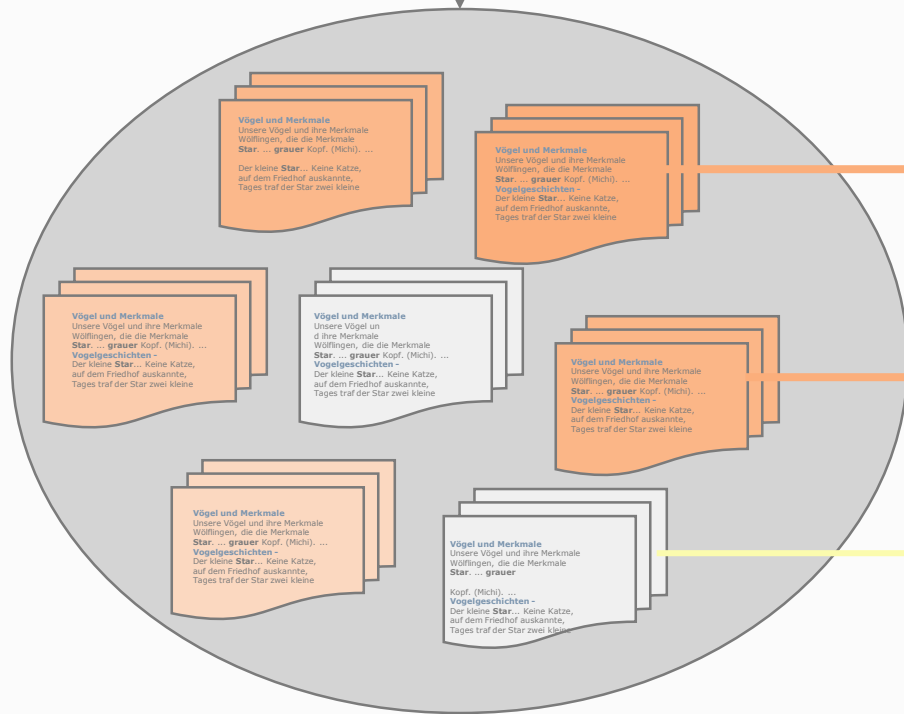 Vögel und Merkmale
Unsere Vögel und ihre Merkmale
Wölflingen, die die Merkmale
Star. ... grauer Kopf. (Michi). ...
Der kleine Star... Keine Katze,
auf dem Friedhof auskannte,
Tages traf der Star zwei kleine
Vögel und Merkmale
Unsere Vögel und ihre Merkmale
Wölflingen, die die Merkmale
Star. ... grauer Kopf. (Michi). ...
Vogelgeschichten -
Der kleine Star... Keine Katze,
auf dem Friedhof auskannte,
Tages traf der Star zwei kleine
Vögel und Merkmale
Unsere Vögel und ihre Merkmale
Wölflingen, die die Merkmale
Star. ... grauer Kopf. (Michi). ...
Vogelgeschichten -
Der kleine Star... Keine Katze,
auf dem Friedhof auskannte,
Tages traf der Star zwei kleine
Vögel und Merkmale
Unsere Vögel un
d ihre Merkmale
Wölflingen, die die Merkmale
Star. ... grauer Kopf. (Michi). ...
Vogelgeschichten -
Der kleine Star... Keine Katze,
auf dem Friedhof auskannte,
Tages traf der Star zwei kleine
Vögel und Merkmale
Unsere Vögel und ihre Merkmale
Wölflingen, die die Merkmale
Star. ... grauer Kopf. (Michi). ...
Vogelgeschichten -
Der kleine Star... Keine Katze,
auf dem Friedhof auskannte,
Tages traf der Star zwei kleine
Vögel und Merkmale
Unsere Vögel und ihre Merkmale
Wölflingen, die die Merkmale
Star. ... grauer Kopf. (Michi). ...
Vogelgeschichten -
Der kleine Star... Keine Katze,
auf dem Friedhof auskannte,
Tages traf der Star zwei kleine
Vögel und Merkmale
Unsere Vögel und ihre Merkmale
Wölflingen, die die Merkmale
Star. ... grauer
Kopf. (Michi). ...
Vogelgeschichten -
Der kleine Star... Keine Katze,
auf dem Friedhof auskannte,
Tages traf der Star zwei kleine